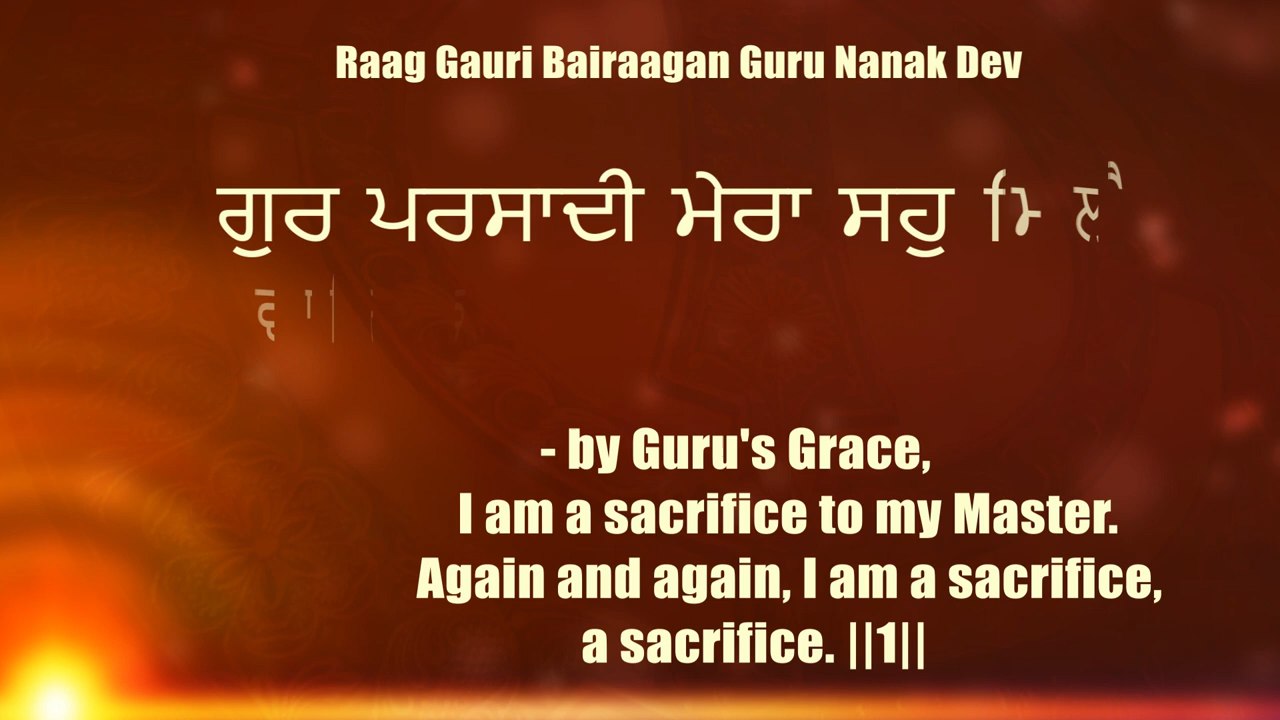 Raag Gauri Bairaagan Guru Nanak Dev
ਗੁਰ ਪਰਸਾਦੀ ਮੇਰਾ ਸਹੁ
- by Guru's Grace,
I am a sacrifice to my Master.
Again and again, I am a sacrifice,
a sacrifice. ||1||